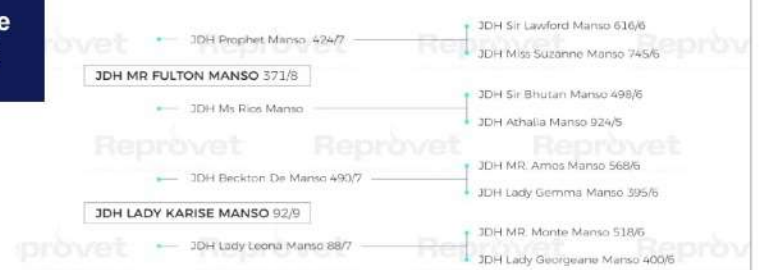 e
JDH Sir Lawford Manso 616/6
JDH Prophet Manso 424/7
JDH Miss Suzanne Manso 745/6
JDH MR FULTON MANSO 371/8
JDH Sir Bhutan Manso 498/6
JDH Ms Rios Manso
JDH Athalia Manso 924/5
Reprovet Reprovet Reprovet
JDH MR. Amos Manso 568/6
JDH Beckton De Manso 490/7
JDH Lady Gemma Manso 395/6
JDH LADY KARISE MANSO 92/9
JDH MR. Monte Manso 518/6
JDH Lady Leona Manso 88/7
JDH Lady Georgeane Manso 400/6